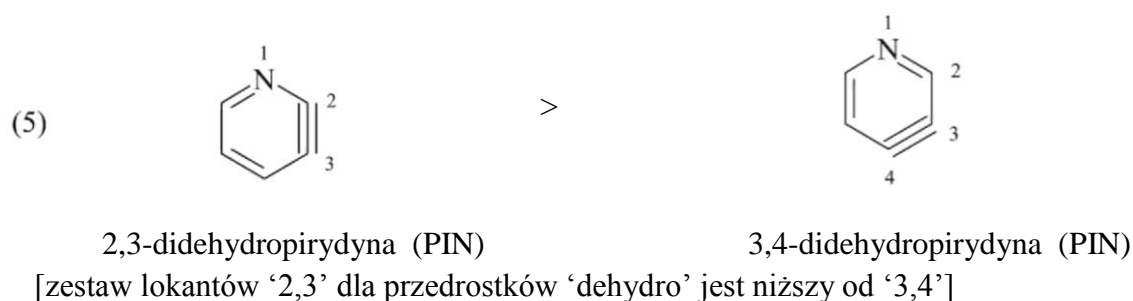 1
N
2
3
(5)
>
1
N
2
3
4
2,3-didehydropirydyna (PIN)
3,4-didehydropirydyna (PIN)
[zestaw lokantów ‘2,3’ dla przedrostków ‘dehydro’ jest niższy od ‘3,4’]